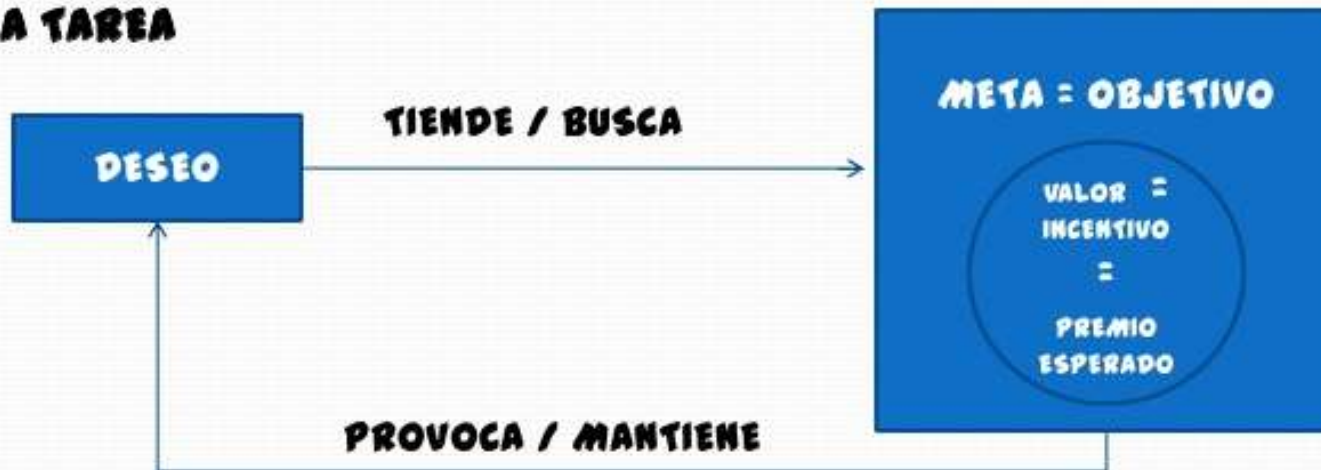 A TAREA
META = OBJETIVO
TIENDE / BUSCA
DESEO
VALOR =
INCENTIVO
=
PREMIO
ESPERADO
PROVOCA / MANTIENE